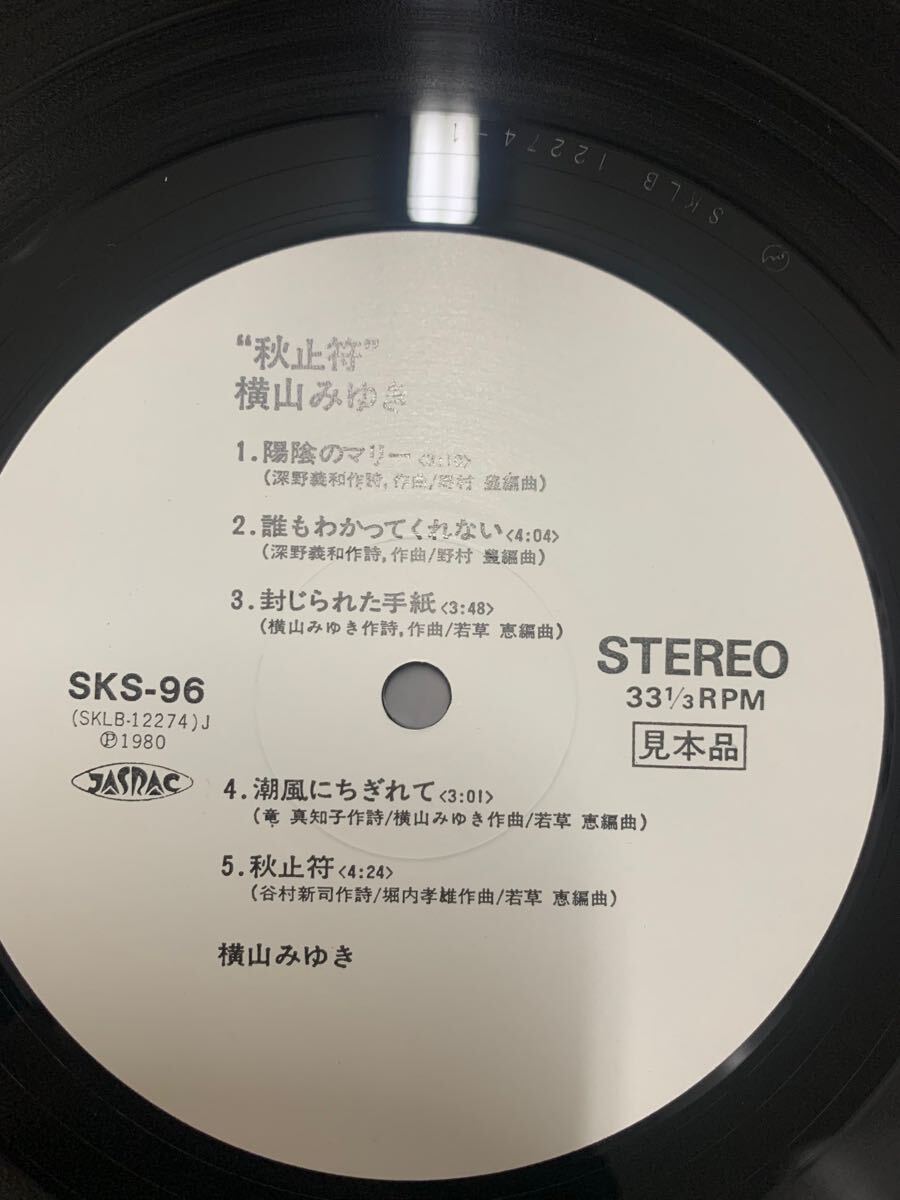 SKLB 12274-1
“秋止符”
横山みゆき
1.陽陰のマリー<3:16>
(深野義和作詩,作曲/野村 豊編曲)
2.誰もわかってくれない<4:04>
(深野義和作詩,作曲/野村 豊編曲)
3.封じられた手紙<3:48>
(横山みゆき作詩,作曲/若草 恵編曲)
STEREO
33⅓RPM
見本品
SKS-96
(SKLB-12274)J
Ⓟ1980
JASRAC
4.潮風にちぎれて<3:01>
(竜 真知子作詩/横山みゆき作曲/若草 恵編曲)
5.秋止符<4:24>
(谷村新司作詩/堀内孝雄作曲/若草 恵編曲)
横山みゆき